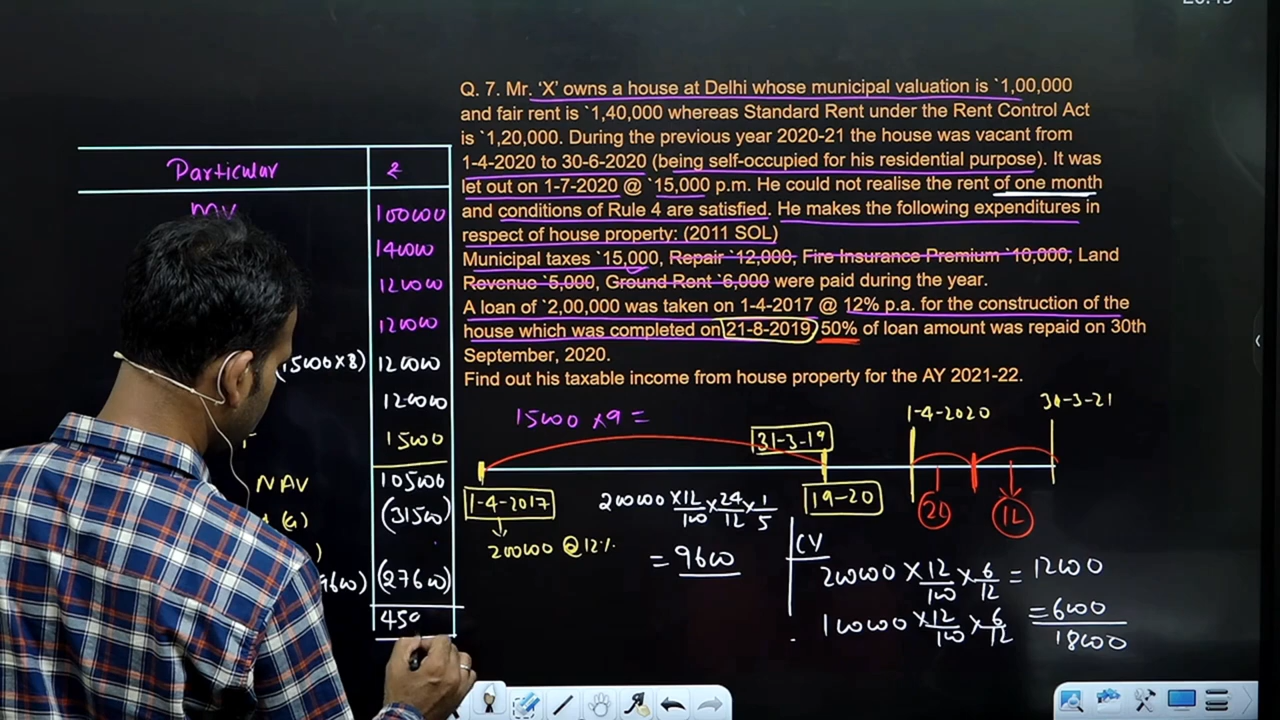 Q. 7. Mr. ‘X’ owns a house at Delhi whose municipal valuation is `1,00,000
and fair rent is `1,40,000 whereas Standard Rent under the Rent Control Act
is `1,20,000. During the previous year 2020-21 the house was vacant from
1-4-2020 to 30-6-2020 (being self-occupied for his residential purpose). It was
let out on 1-7-2020 @ `15,000 p.m. He could not realise the rent of one month
and conditions of Rule 4 are satisfied. He makes the following expenditures in
respect of house property: (2011 SOL)
Municipal taxes `15,000, Repair `12,000, Fire Insurance Premium `10,000, Land
Revenue `5,000, Ground Rent `6,000 were paid during the year.
A loan of `2,00,000 was taken on 1-4-2017 @ 12% p.a. for the construction of
the house which was completed on 21-8-2019 50% of loan amount was repaid on 30th
September, 2020.
Find out his taxable income from house property for the AY 2021-22.
Particular ₹
MV 100000
140000
120000
120000
(15000×8) 120000
120000
15000
NAV 105000
(a) (31500)
9600) (27600)
450
15000 × 9 =
1-4-2020
31-3-21
31-3-19
1-4-2017
19-20
2L
1L
200000 @ 12%.
200000 × 12/100 × 24/12 × 1/5
= 9600
CY
200000 × 12/100 × 6/12 = 12000
100000 × 12/100 × 6/12 = 6000
18000